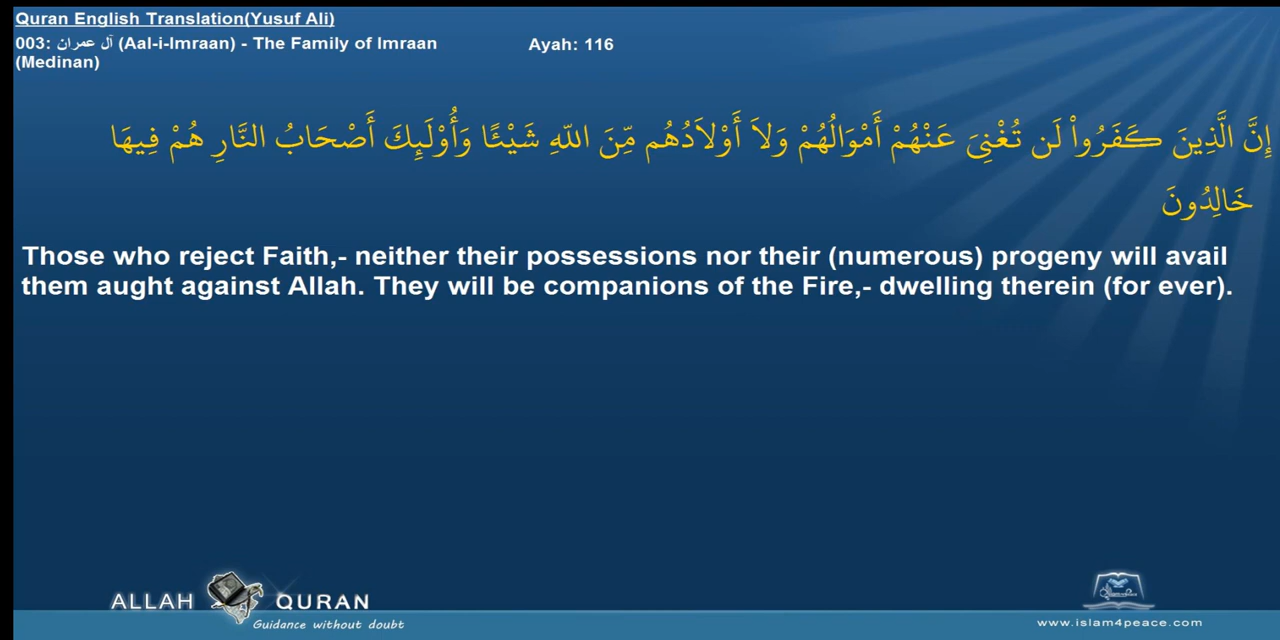 Quran English Translation(Yusuf Ali)
003: آل عمران (Aal-i-Imraan) - The Family of Imraan
(Medinan)
Ayah: 116
إِنَّ الَّذِينَ كَفَرُواْ لَن تُغْنِىَ عَنْهُمْ أَمْوَالُهُمْ وَلاَ أَوْلاَدُهُم مِّنَ اللّهِ شَيْئًا وَأُوْلَئِكَ أَصْحَابُ النَّارِ هُمْ فِيهَا
خَالِدُونَ
Those who reject Faith,- neither their possessions nor their (numerous) progeny will avail
them aught against Allah. They will be companions of the Fire,- dwelling therein (for ever).
ALLAH QURAN
Guidance without doubt
www.islam4peace.com